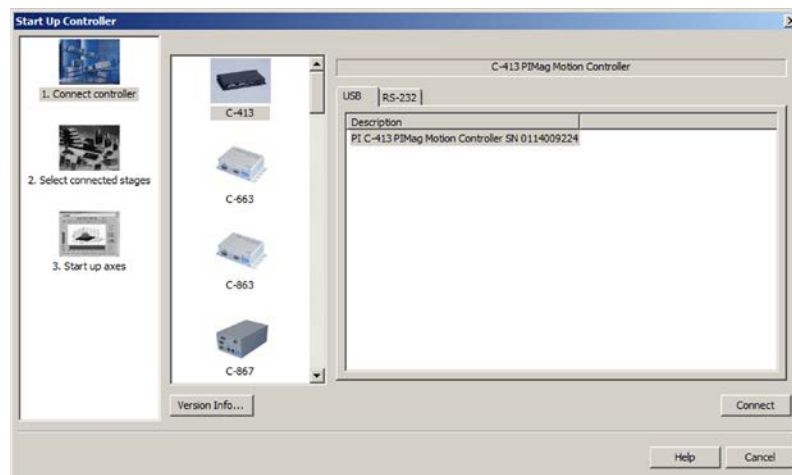 Start Up Controller
1. Connect controller
2. Select connected stages
3. Start up axes
C-413
C-663
C-863
C-867
Version Info...
C-413 PIMag Motion Controller
USB
RS-232
Description
PI C-413 PIMag Motion Controller SN 0114009224
Connect
Help
Cancel